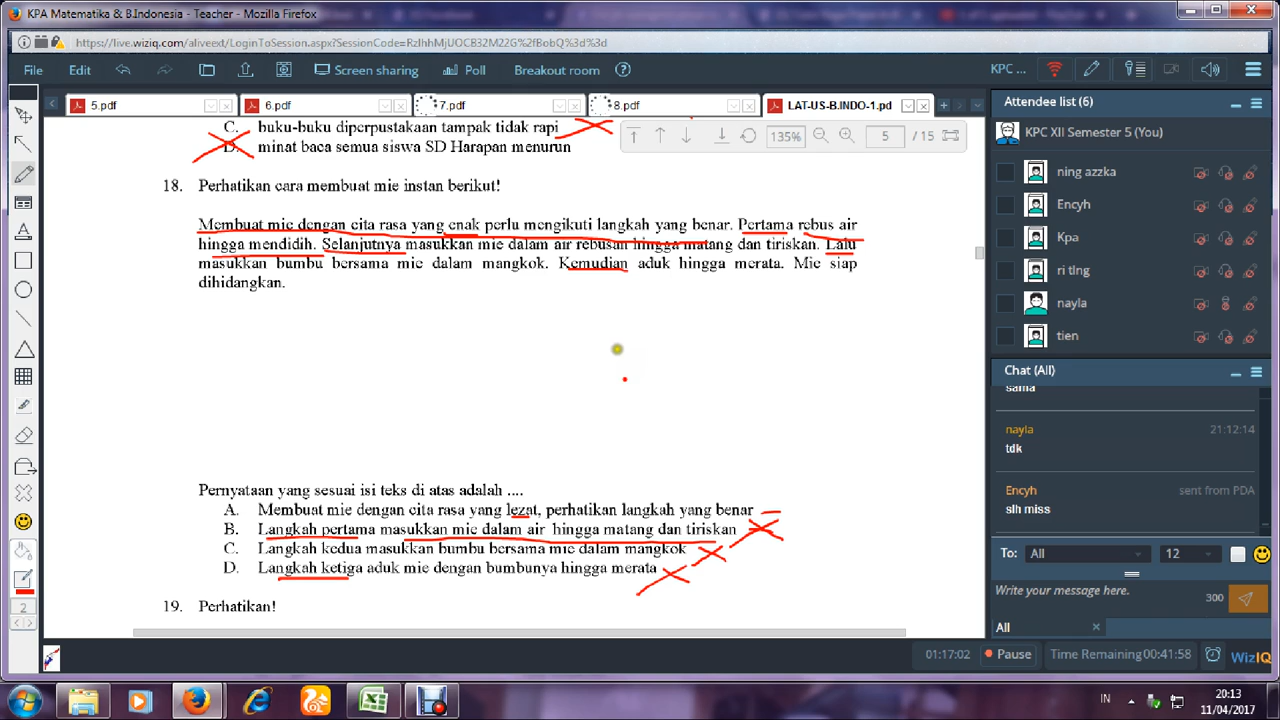 KPA Matematika & B.Indonesia - Teacher - Mozilla Firefox
https://live.wiziq.com/aliveext/LoginToSession.aspx?SessionCode=RzIhhMjUOCB32M22G%2fBobQ%3d%3d
File Edit Screen sharing Poll Breakout room KPC ...
5.pdf 6.pdf 7.pdf 8.pdf LAT-US-B.INDO-1.pd
135% 5 / 15
C. buku-buku diperpustakaan tampak tidak rapi
D. minat baca semua siswa SD Harapan menurun
18. Perhatikan cara membuat mie instan berikut!
Membuat mie dengan cita rasa yang enak perlu mengikuti langkah yang benar. Pertama rebus air
hingga mendidih. Selanjutnya masukkan mie dalam air rebusan hingga matang dan tiriskan. Lalu
masukkan bumbu bersama mie dalam mangkok. Kemudian aduk hingga merata. Mie siap
dihidangkan.
Pernyataan yang sesuai isi teks di atas adalah ....
A. Membuat mie dengan cita rasa yang lezat, perhatikan langkah yang benar
B. Langkah pertama masukkan mie dalam air hingga matang dan tiriskan
C. Langkah kedua masukkan bumbu bersama mie dalam mangkok
D. Langkah ketiga aduk mie dengan bumbunya hingga merata
19. Perhatikan!
2
Attendee list (6)
KPC XII Semester 5 (You)
ning azzka
Encyh
Kpa
ri tlng
nayla
tien
Chat (All)
sama
nayla 21:12:14
tdk
Encyh sent from PDA
slh miss
To: All 12
Write your message here. 300
All
01:17:02 Pause Time Remaining 00:41:58 WizIQ
IN 20:13
11/04/2017